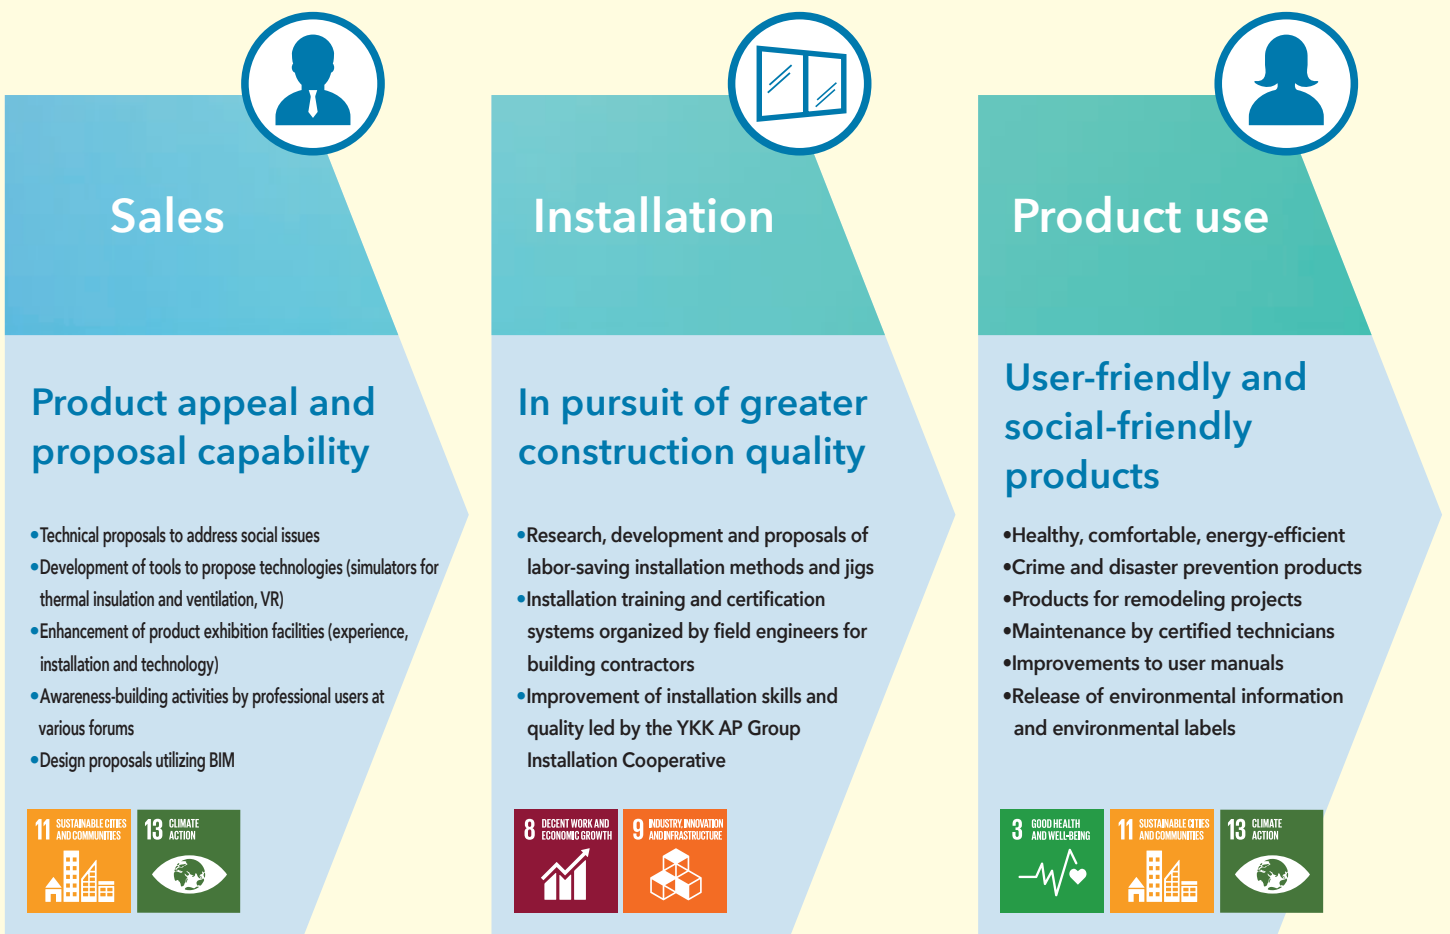 Sales
Product appeal and
proposal capability
•Technical proposals to address social issues
•Development of tools to propose technologies (simulators for
thermal insulation and ventilation, VR)
•Enhancement of product exhibition facilities (experience,
installation and technology)
•Awareness-building activities by professional users at
various forums
•Design proposals utilizing BIM
11 SUSTAINABLE CITIES
AND COMMUNITIES
13 CLIMATE
ACTION
Installation
In pursuit of greater
construction quality
•Research, development and proposals of
labor-saving installation methods and jigs
•Installation training and certification
systems organized by field engineers for
building contractors
•Improvement of installation skills and
quality led by the YKK AP Group
Installation Cooperative
8 DECENT WORK AND
ECONOMIC GROWTH
9 INDUSTRY, INNOVATION
AND INFRASTRUCTURE
Product use
User-friendly and
social-friendly
products
•Healthy, comfortable, energy-efficient
•Crime and disaster prevention products
•Products for remodeling projects
•Maintenance by certified technicians
•Improvements to user manuals
•Release of environmental information
and environmental labels
3 GOOD HEALTH
AND WELL-BEING
11 SUSTAINABLE CITIES
AND COMMUNITIES
13 CLIMATE
ACTION